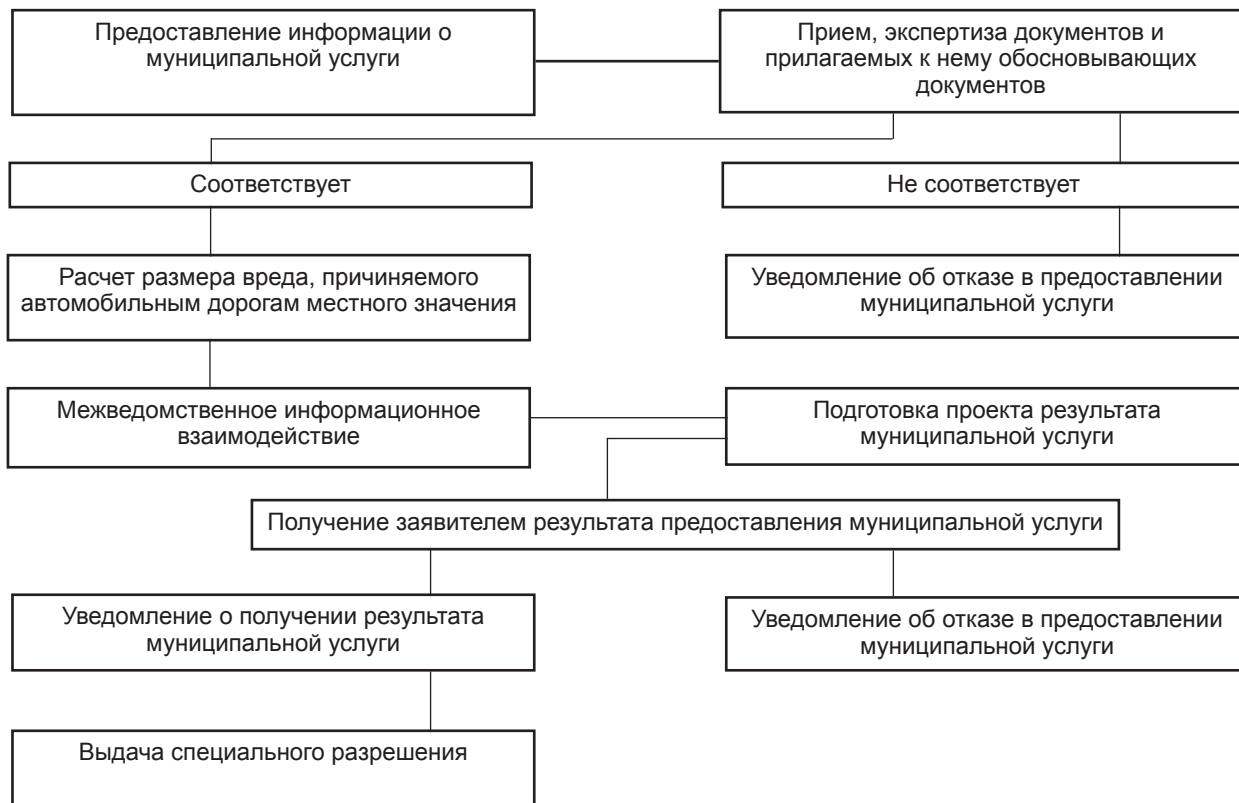 Предоставление информации о
муниципальной услуги
Прием, экспертиза документов и
прилагаемых к нему обосновывающих
документов
Соответствует
Не соответствует
Расчет размера вреда, причиняемого
автомобильным дорогам местного значения
Уведомление об отказе в предоставлении
муниципальной услуги
Межведомственное информационное
взаимодействие
Подготовка проекта результата
муниципальной услуги
Получение заявителем результата предоставления муниципальной услуги
Уведомление о получении результата
муниципальной услуги
Уведомление об отказе в предоставлении
муниципальной услуги
Выдача специального разрешения